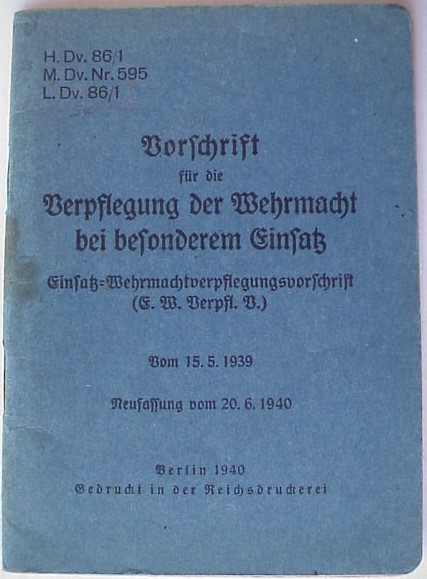 H. Dv. 86/1
M. Dv. Nr. 595
L. Dv. 86/1
Vorschrift
für die
Verpflegung der Wehrmacht
bei besonderem Einsatz
Einsatz=Wehrmachtverpflegungsvorschrift
(E. W. Verpfl. V.)
Vom 15. 5. 1939
Neufassung vom 20. 6. 1940
Berlin 1940
Gedruckt in der Reichsdruckerei